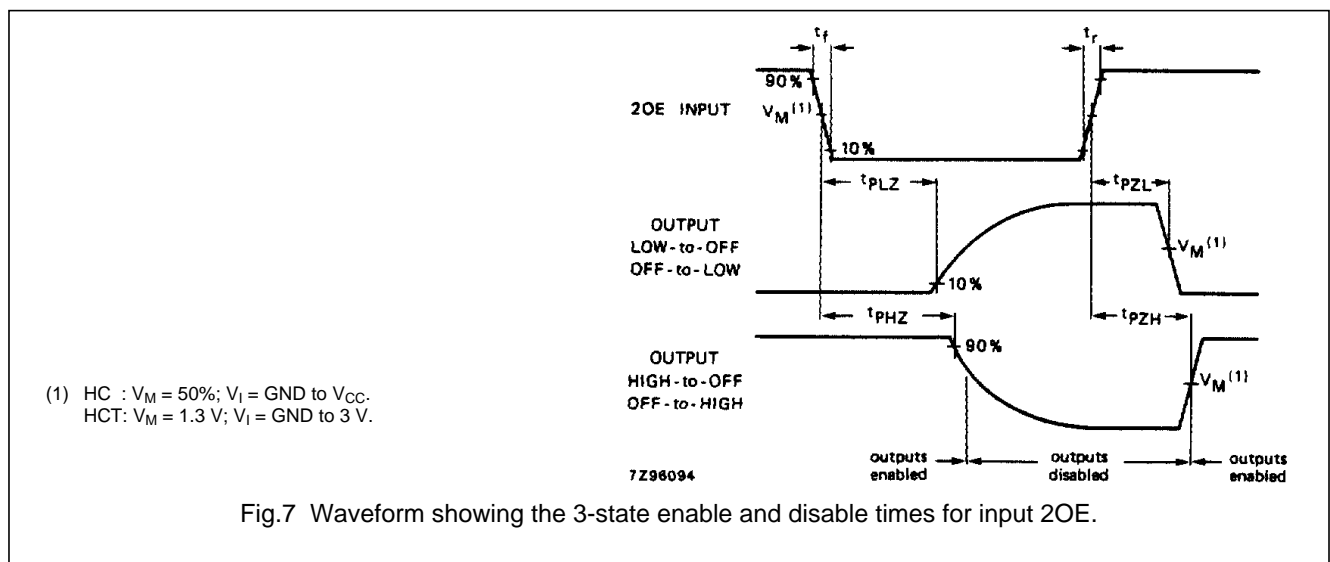 tf
tr
90%
2OE INPUT
VM(1)
10%
tPLZ
tPZL
OUTPUT
LOW-to-OFF
OFF-to-LOW
VM(1)
10%
tPHZ
tPZH
90%
OUTPUT
HIGH-to-OFF
OFF-to-HIGH
VM(1)
(1) HC : VM = 50%; VI = GND to VCC.
HCT: VM = 1.3 V; VI = GND to 3 V.
outputs
enabled
outputs
disabled
outputs
enabled
7Z96094
Fig.7 Waveform showing the 3-state enable and disable times for input 2OE.